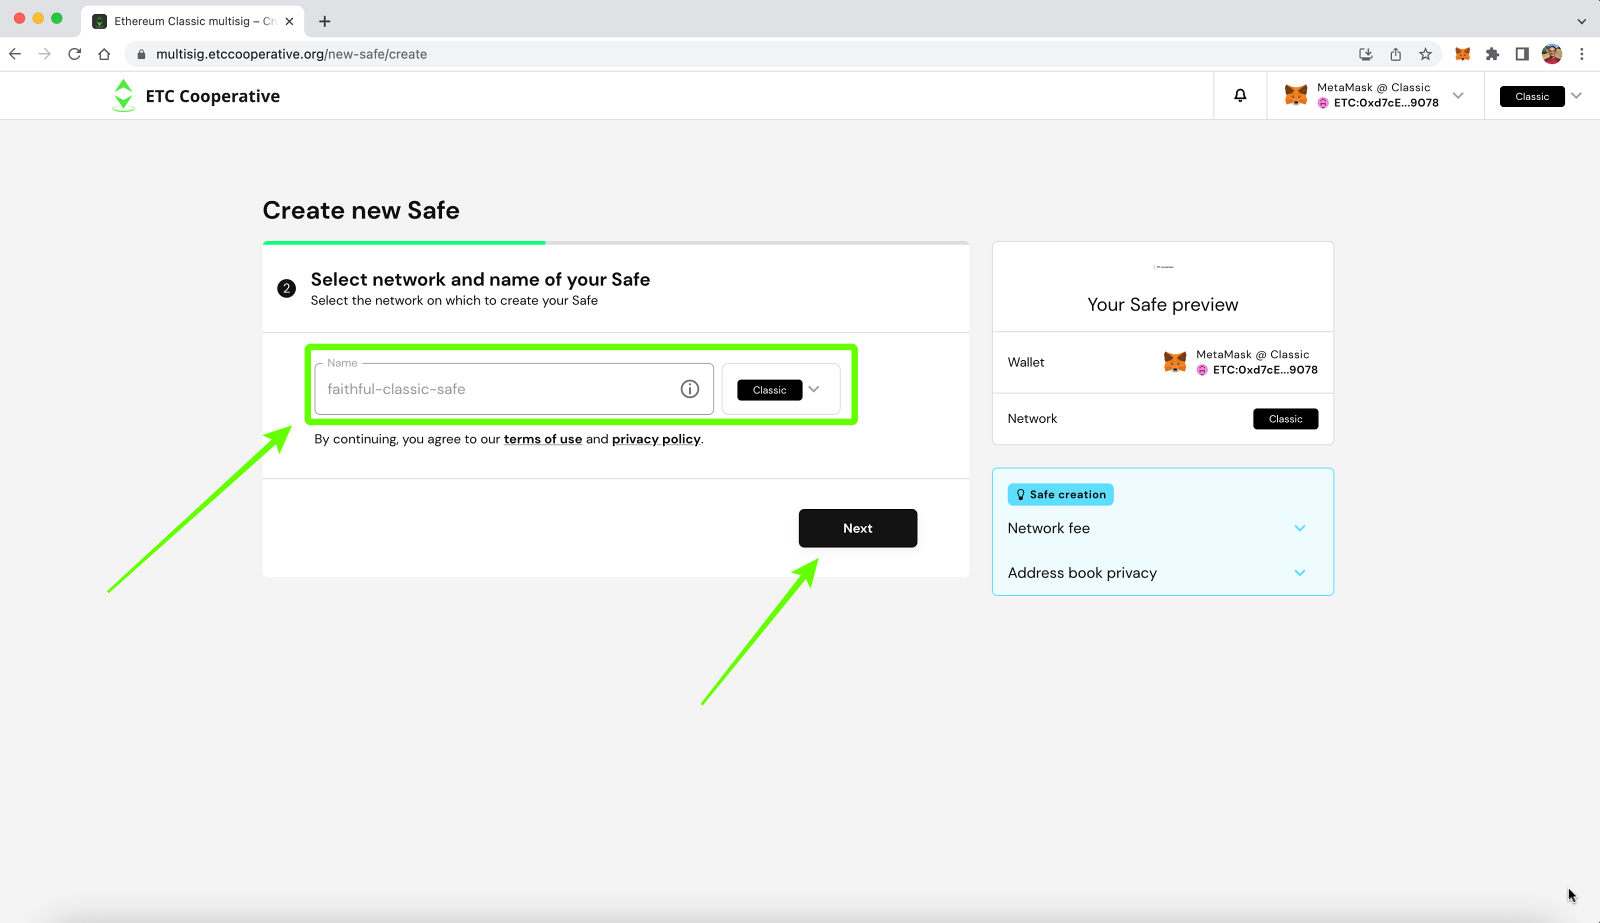 Ethereum Classic multisig – Cr
multisig.etccooperative.org/new-safe/create
ETC Cooperative
MetaMask @ Classic
ETC:0xd7cE...9078
Classic
Create new Safe
2
Select network and name of your Safe
Select the network on which to create your Safe
Name
faithful-classic-safe
Classic
By continuing, you agree to our terms of use and privacy policy.
Next
Your Safe preview
Wallet
MetaMask @ Classic
ETC:0xd7cE...9078
Network
Classic
Safe creation
Network fee
Address book privacy